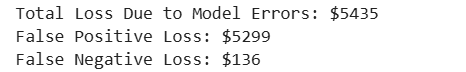 Total Loss Due to Model Errors: $5435
False Positive Loss: $5299
False Negative Loss: $136